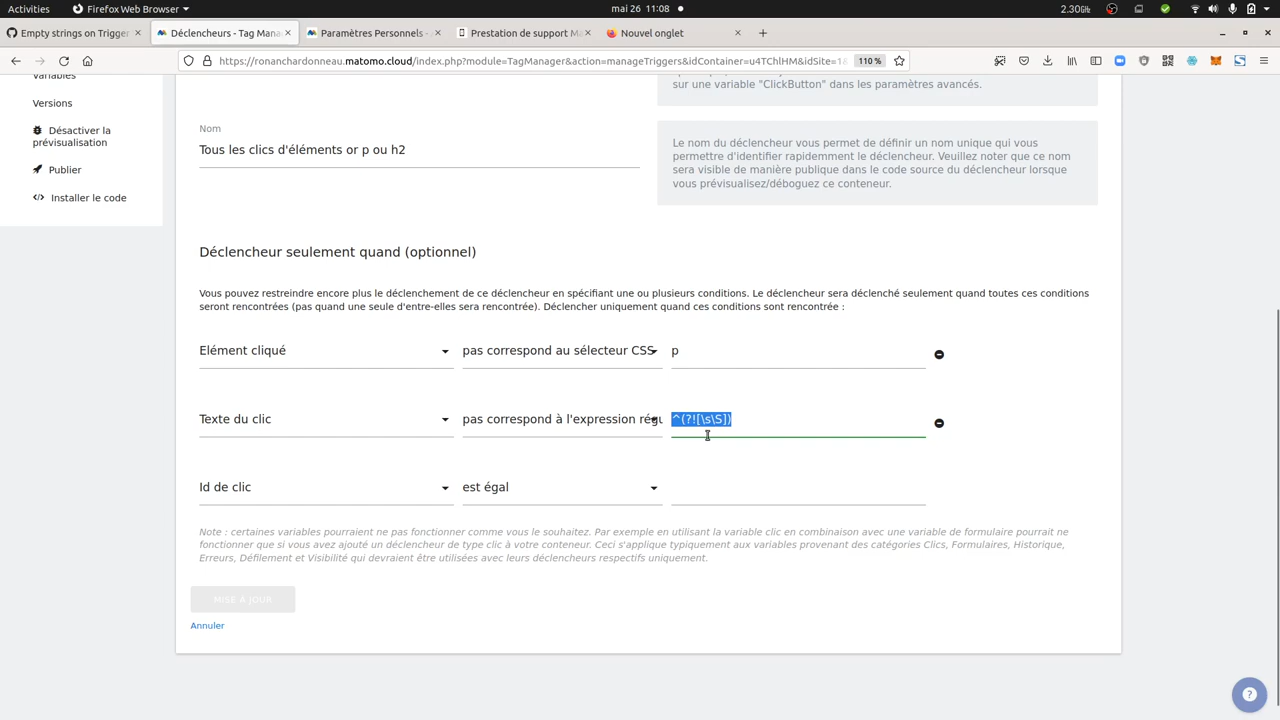 Activities
Firefox Web Browser
mai 26 11:08
2.30GHz
Empty strings on Trigger
Déclencheurs - Tag Mana
Paramètres Personnels -
Prestation de support M
Nouvel onglet
https://ronanchardonneau.matomo.cloud/index.php?module=TagManager&action=manageTriggers&idContainer=u4TChlHM&idSite=1
110 %
Variables
Versions
Désactiver la
prévisualisation
Publier
Installer le code
sur une variable "ClickButton" dans les paramètres avancés.
Nom
Tous les clics d'éléments or p ou h2
Le nom du déclencheur vous permet de définir un nom unique qui vous
permettre d'identifier rapidemment le déclencheur. Veuillez noter que ce nom
sera visible de manière publique dans le code source du déclencheur lorsque
vous prévisualisez/déboguez ce conteneur.
Déclencheur seulement quand (optionnel)
Vous pouvez restreindre encore plus le déclenchement de ce déclencheur en spécifiant une ou plusieurs conditions. Le déclencheur sera déclenché seulement quand toutes ces conditions
seront rencontrées (pas quand une seule d'entre-elles sera rencontrée). Déclencher uniquement quand ces conditions sont rencontrée :
Elément cliqué
pas correspond au sélecteur CSS
p
Texte du clic
pas correspond à l'expression régu
^(?![\s\S])
Id de clic
est égal
Note : certaines variables pourraient ne pas fonctionner comme vous le souhaitez. Par exemple en utilisant la variable clic en combinaison avec une variable de formulaire pourrait ne
fonctionner que si vous avez ajouté un déclencheur de type clic à votre conteneur. Ceci s'applique typiquement aux variables provenant des catégories Clics, Formulaires, Historique,
Erreurs, Défilement et Visibilité qui devraient être utilisées avec leurs déclencheurs respectifs uniquement.
MISE À JOUR
Annuler